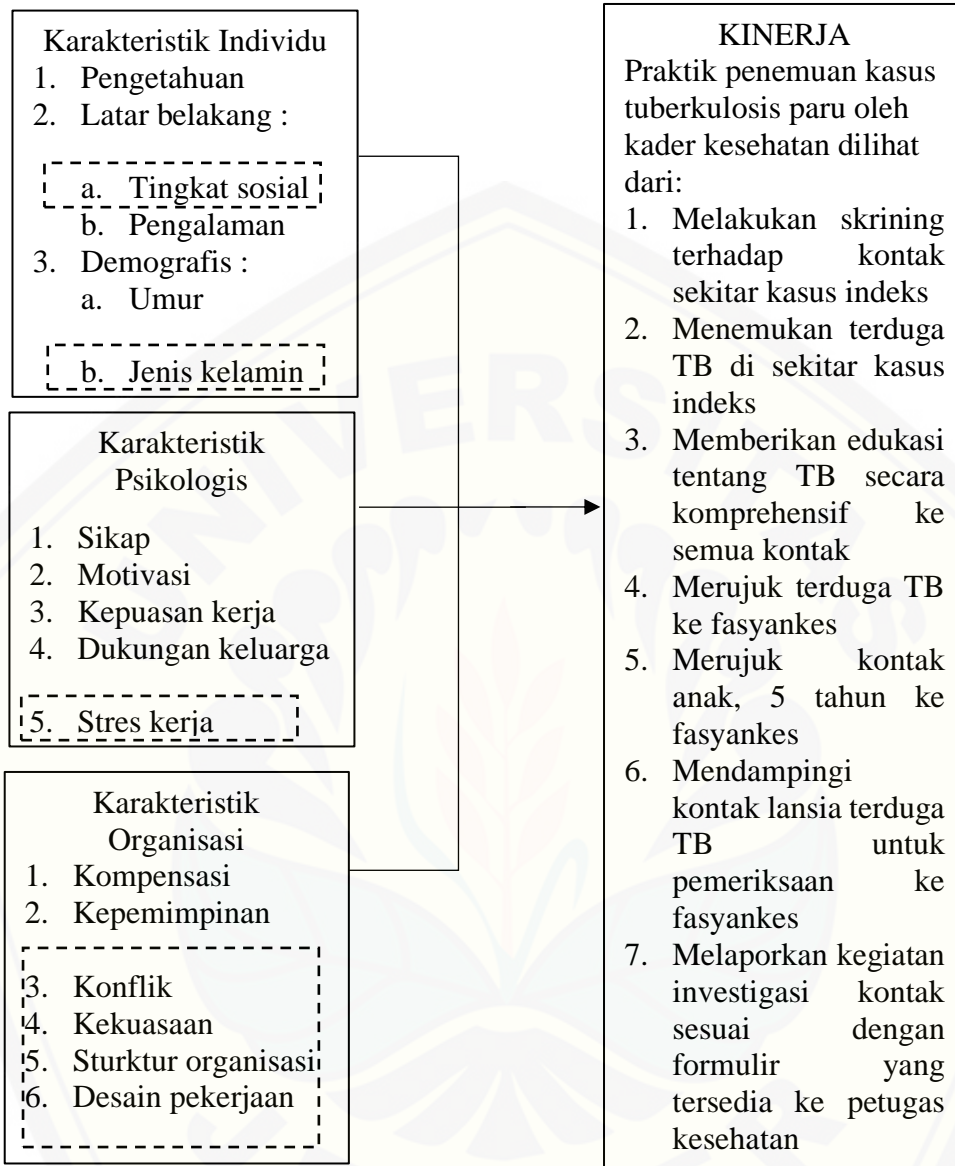 Karakteristik Individu
1. Pengetahuan
2. Latar belakang :
a. Tingkat sosial
b. Pengalaman
3. Demografis :
a. Umur
b. Jenis kelamin
Karakteristik
Psikologis
1. Sikap
2. Motivasi
3. Kepuasan kerja
4. Dukungan keluarga
5. Stres kerja
Karakteristik
Organisasi
1. Kompensasi
2. Kepemimpinan
3. Konflik
4. Kekuasaan
5. Sturktur organisasi
6. Desain pekerjaan
KINERJA
Praktik penemuan kasus
tuberkulosis paru oleh
kader kesehatan dilihat
dari:
1. Melakukan skrining
terhadap kontak
sekitar kasus indeks
2. Menemukan terduga
TB di sekitar kasus
indeks
3. Memberikan edukasi
tentang TB secara
komprehensif ke
semua kontak
4. Merujuk terduga TB
ke fasyankes
5. Merujuk kontak
anak, 5 tahun ke
fasyankes
6. Mendampingi
kontak lansia terduga
TB untuk
pemeriksaan ke
fasyankes
7. Melaporkan kegiatan
investigasi kontak
sesuai dengan
formulir yang
tersedia ke petugas
kesehatan
UNIVERSITAS